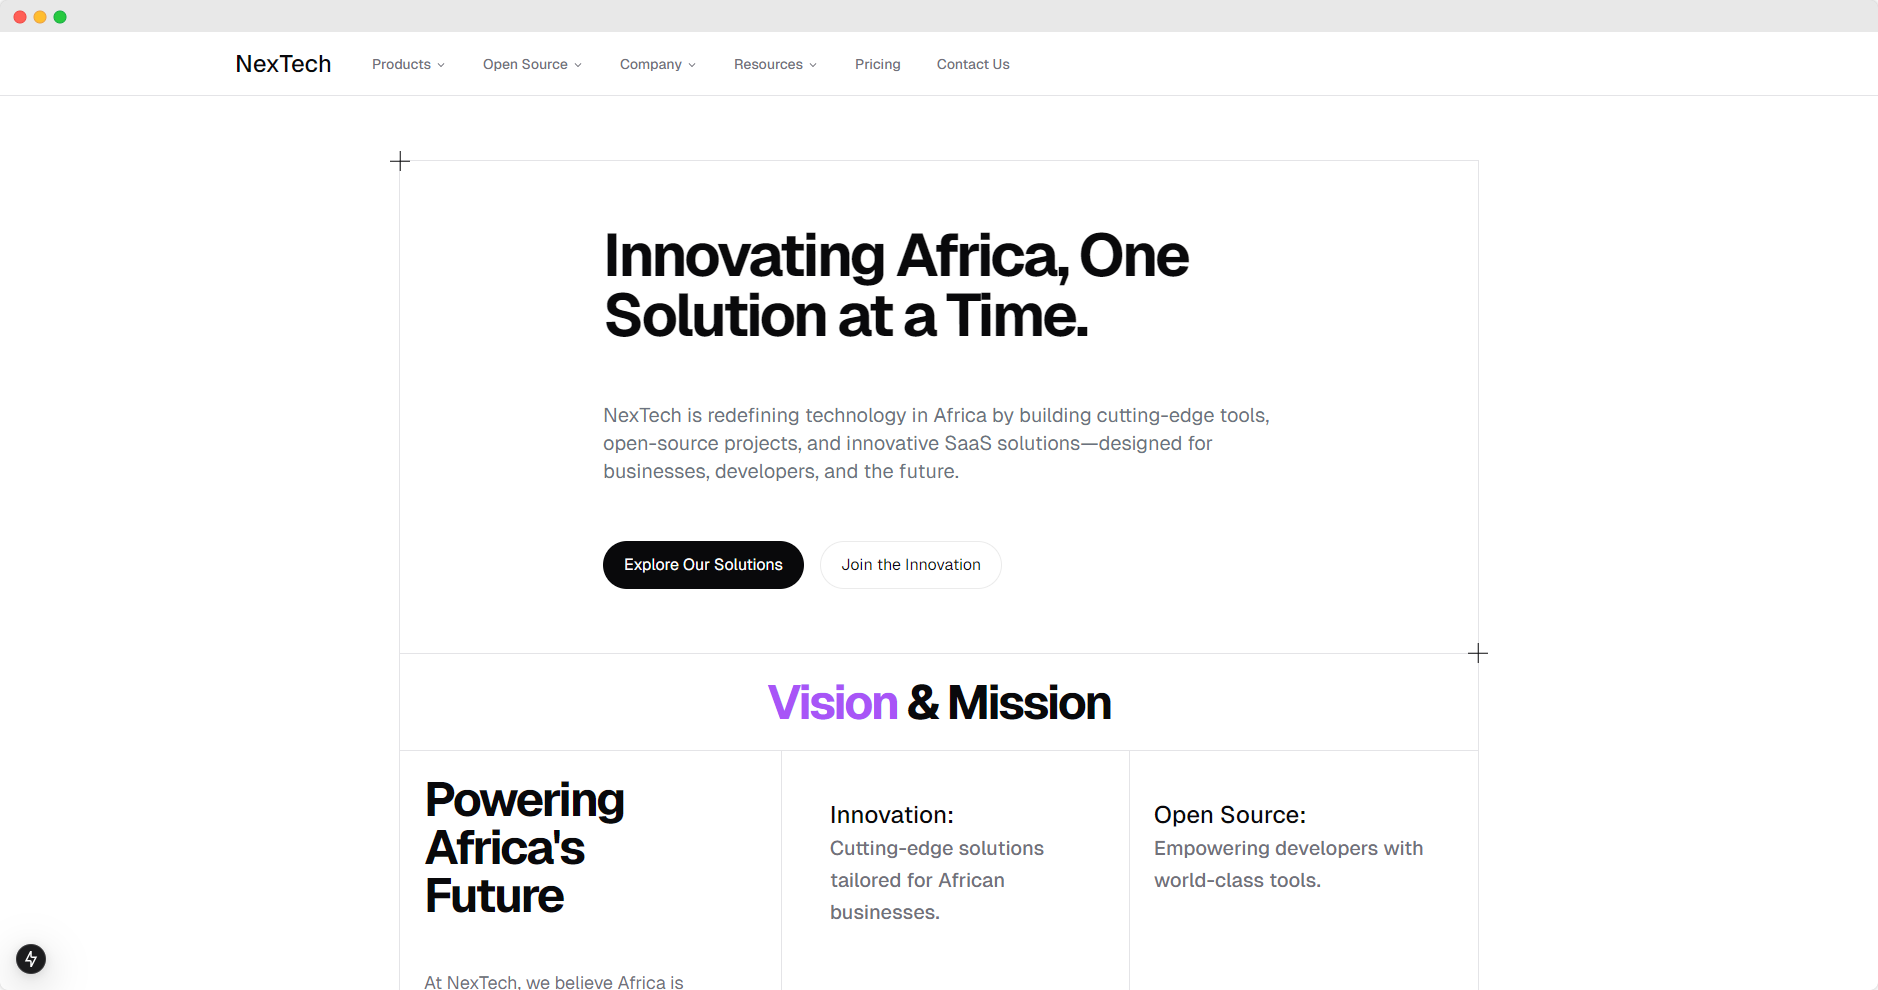 NexTech
Products
Open Source
Company
Resources
Pricing
Contact Us
Innovating Africa, One
Solution at a Time.
NexTech is redefining technology in Africa by building cutting-edge tools,
open-source projects, and innovative SaaS solutions—designed for
businesses, developers, and the future.
Explore Our Solutions
Join the Innovation
Vision & Mission
Powering
Africa's
Future
At NexTech, we believe Africa is
Innovation:
Cutting-edge solutions
tailored for African
businesses.
Open Source:
Empowering developers with
world-class tools.